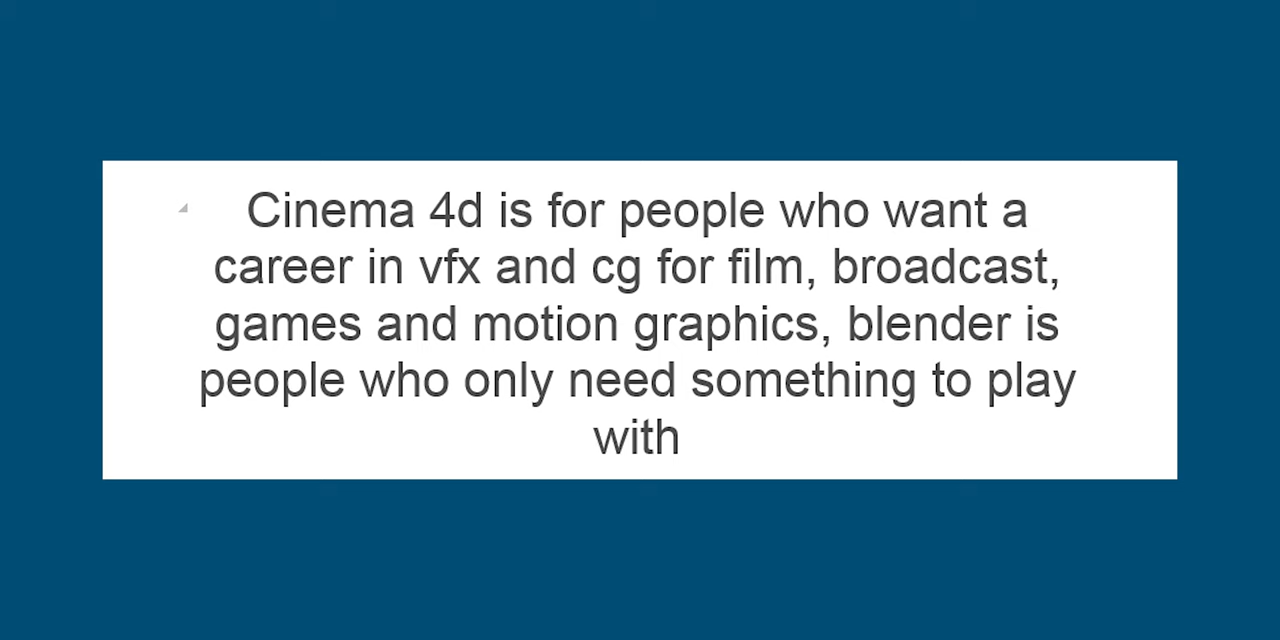 Cinema 4d is for people who want a
career in vfx and cg for film, broadcast,
games and motion graphics, blender is
people who only need something to play
with